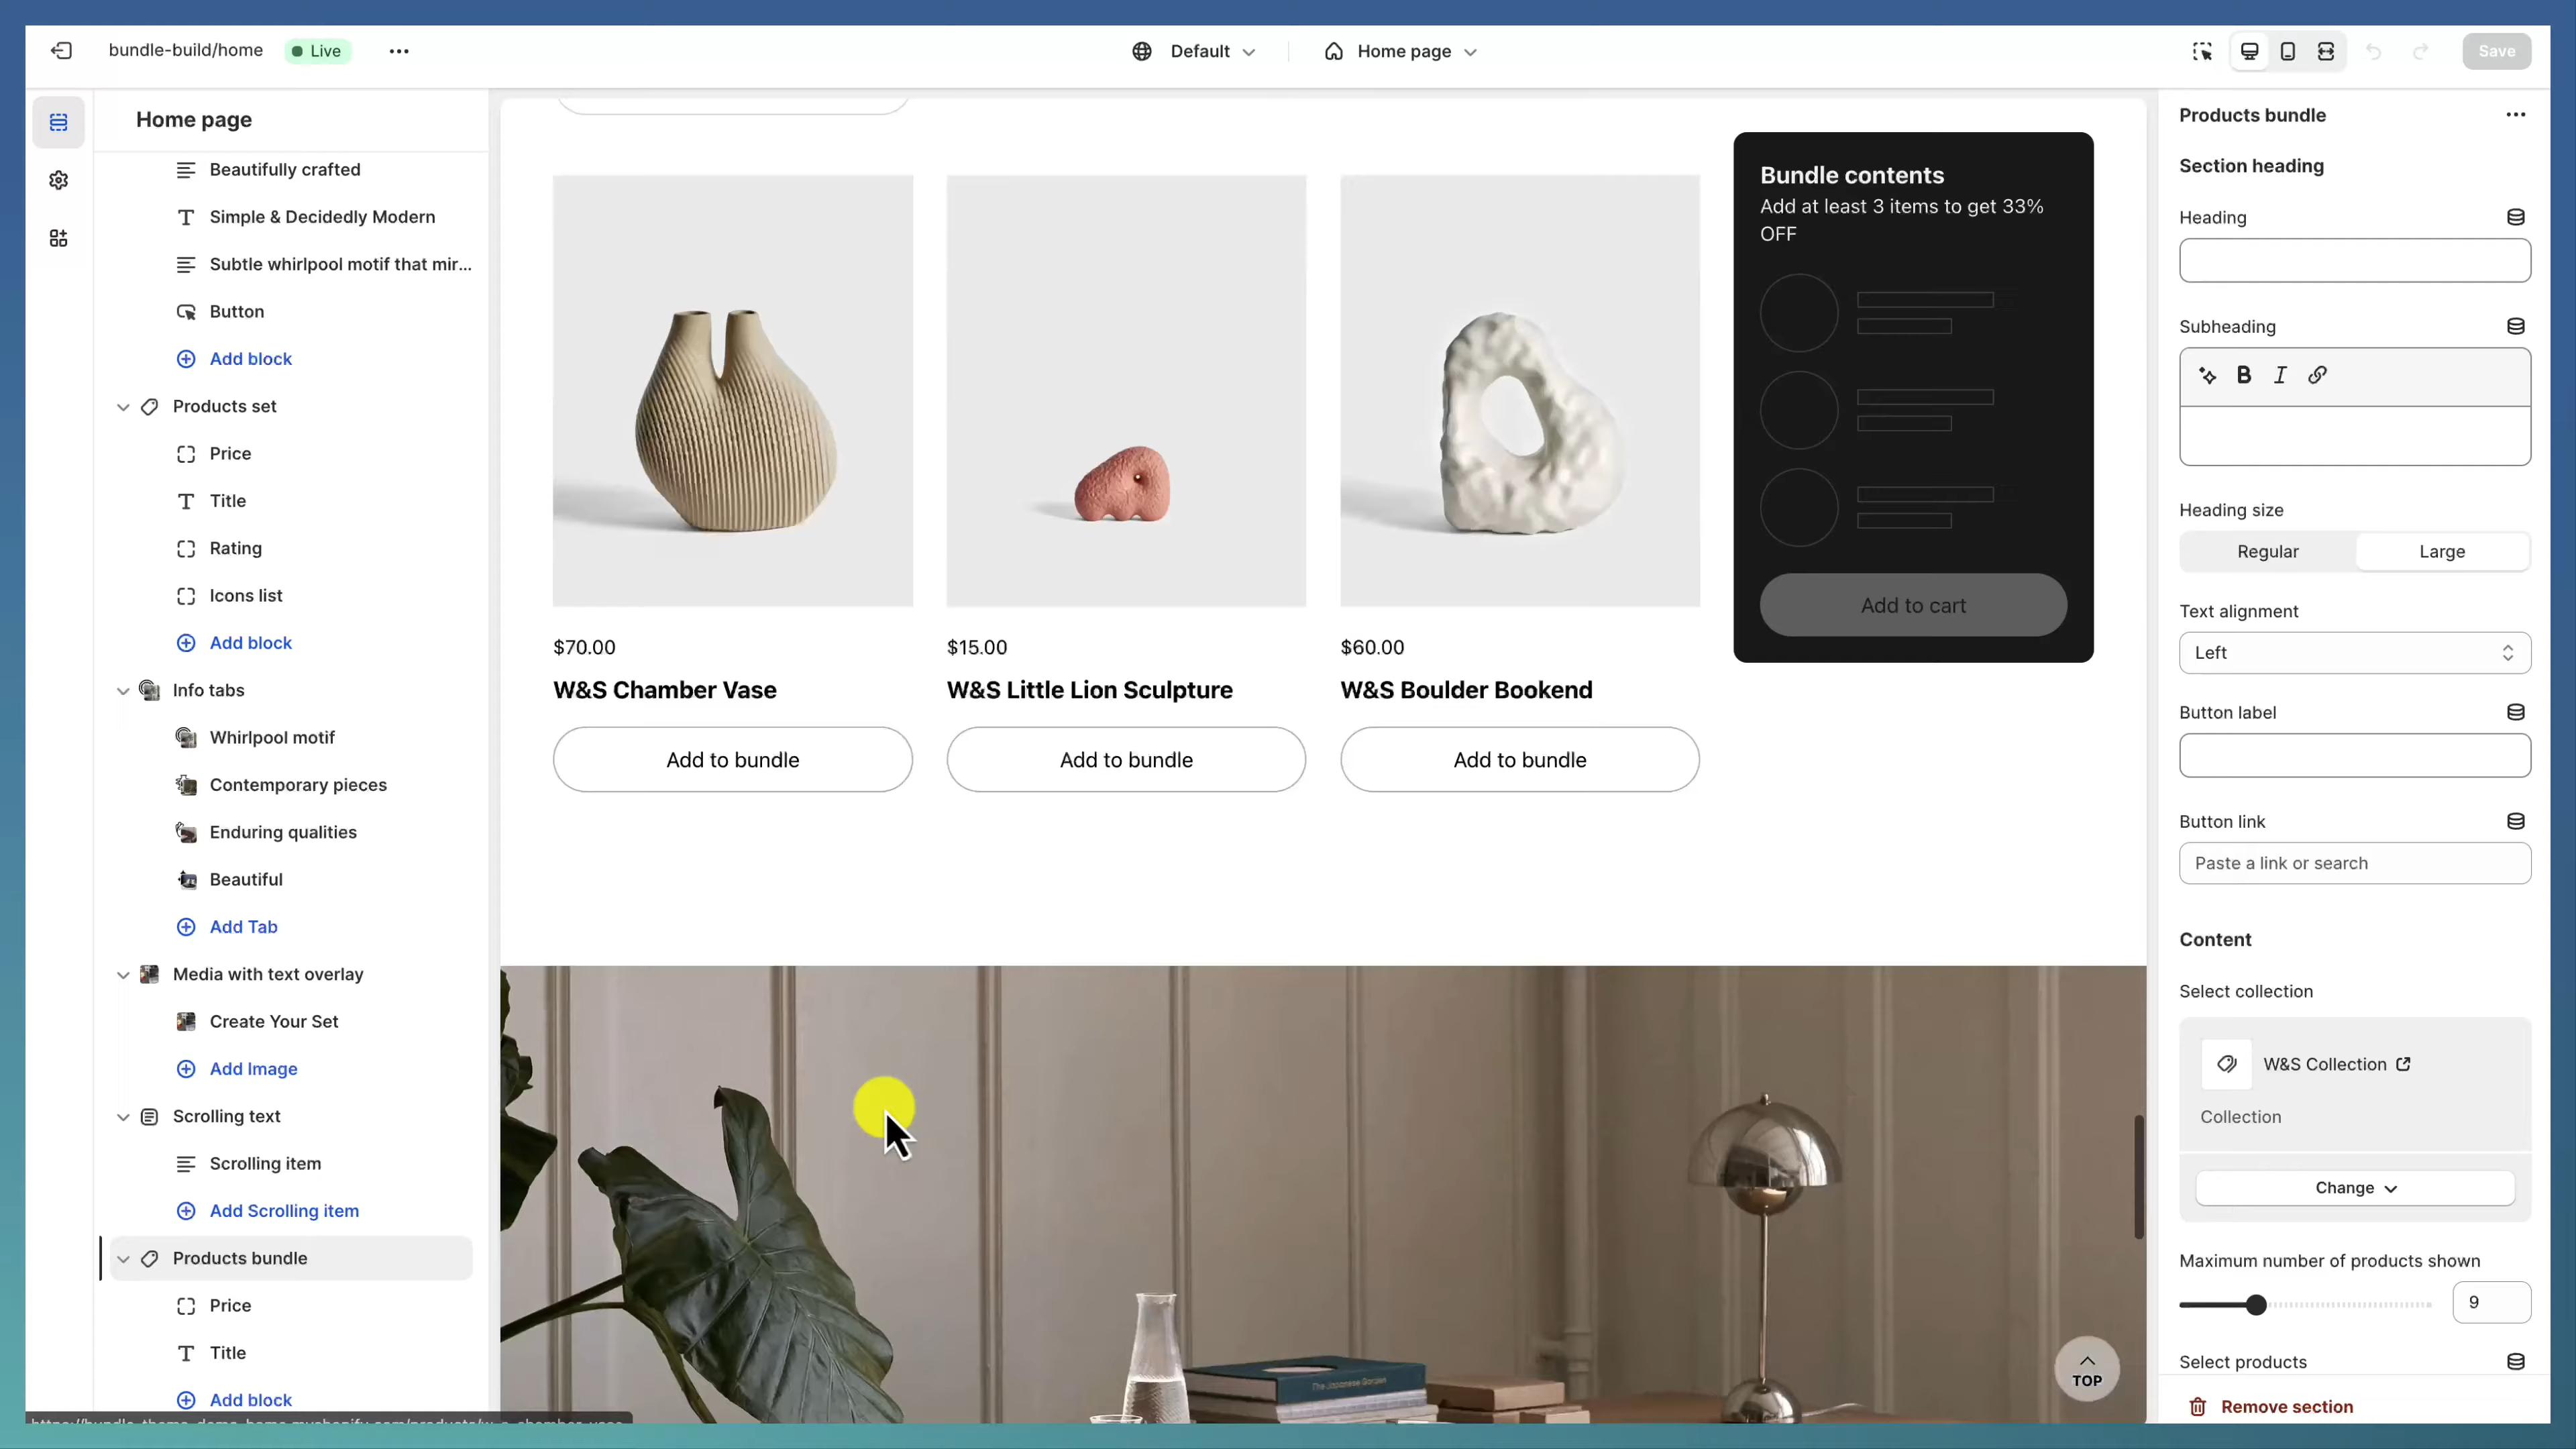 bundle-build/home
Live
Default
Home page
Save
Home page
Beautifully crafted
Simple & Decidedly Modern
Subtle whirlpool motif that mir...
Button
Add block
Products set
Price
Title
Rating
Icons list
Add block
Info tabs
Whirlpool motif
Contemporary pieces
Enduring qualities
Beautiful
Add Tab
Media with text overlay
Create Your Set
Add Image
Scrolling text
Scrolling item
Add Scrolling item
Products bundle
Price
Title
Add block
$70.00
W&S Chamber Vase
Add to bundle
$15.00
W&S Little Lion Sculpture
Add to bundle
$60.00
W&S Boulder Bookend
Add to bundle
Bundle contents
Add at least 3 items to get 33%
OFF
Add to cart
The Japanese Garden
TOP
Products bundle
Section heading
Heading
Subheading
B I
Heading size
Regular
Large
Text alignment
Left
Button label
Button link
Paste a link or search
Content
Select collection
W&S Collection
Collection
Change
Maximum number of products shown
9
Select products
Remove section